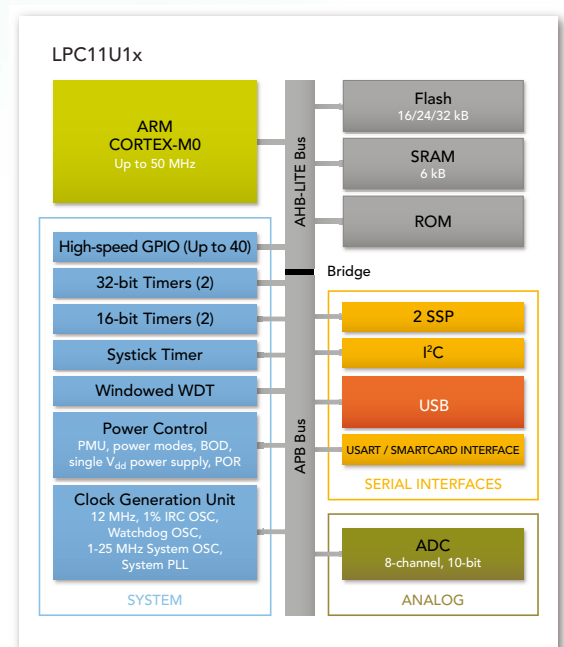 LPC11U1x
ARM
CORTEX-M0
Up to 50 MHz
AHB-LITE Bus
Flash
16/24/32 kB
SRAM
6 kB
ROM
High-speed GPIO (Up to 40)
Bridge
32-bit Timers (2)
16-bit Timers (2)
Systick Timer
Windowed WDT
Power Control
PMU, power modes, BOD,
single Vdd power supply, POR
Clock Generation Unit
12 MHz, 1% IRC OSC,
Watchdog OSC,
1-25 MHz System OSC,
System PLL
SYSTEM
APB Bus
2 SSP
I²C
USB
USART / SMARTCARD INTERFACE
SERIAL INTERFACES
ADC
8-channel, 10-bit
ANALOG